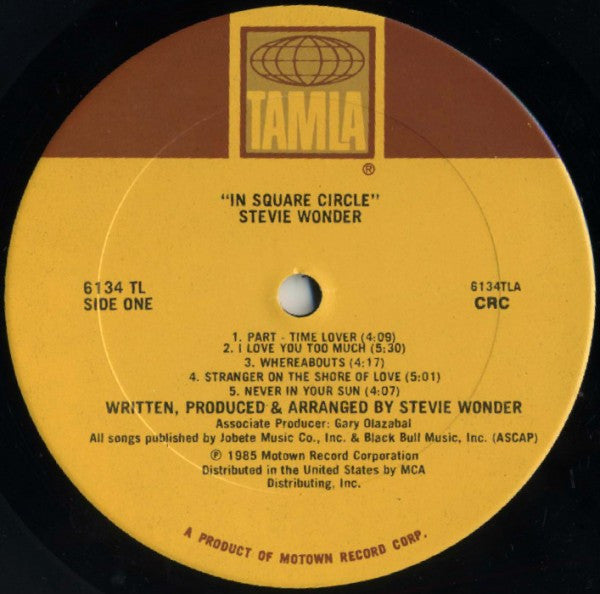 TAMLA
®
"IN SQUARE CIRCLE"
STEVIE WONDER
6134 TL
SIDE ONE
6134TLA
CRC
1. PART - TIME LOVER (4:09)
2. I LOVE YOU TOO MUCH (5:30)
3. WHEREABOUTS (4:17)
4. STRANGER ON THE SHORE OF LOVE (5:01)
5. NEVER IN YOUR SUN (4:07)
WRITTEN, PRODUCED & ARRANGED BY STEVIE WONDER
Associate Producer: Gary Olazabal
All songs published by Jobete Music Co., Inc. & Black Bull Music, Inc. (ASCAP)
℗ 1985 Motown Record Corporation
Distributed in the United States by MCA
Distributing, Inc.
A PRODUCT OF MOTOWN RECORD CORP.